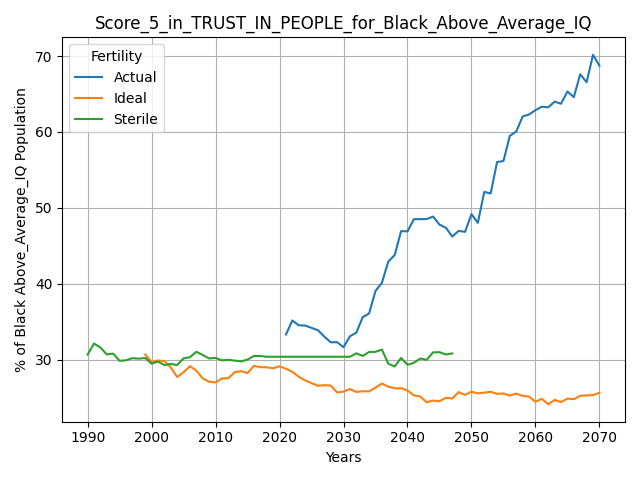 Score_5_in_TRUST_IN_PEOPLE_for_Black_Above_Average_IQ
% of Black Above_Average_IQ Population
70
60
50
40
30
Fertility
Actual
Ideal
Sterile
1990 2000 2010 2020 2030 2040 2050 2060 2070
Years